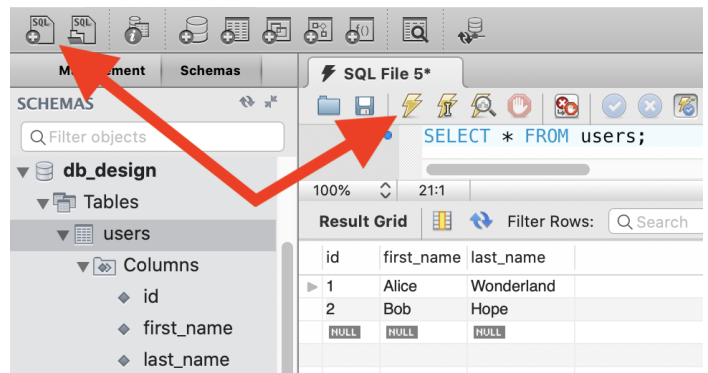 SQL SQL
Schemas
SQL File 5*
SCHEMAS
Filter objects
SELECT * FROM users;
db_design
Tables
100% 21:1
users
Result Grid Filter Rows: Search
Columns
id first_name last_name
id
1 Alice Wonderland
first_name
2 Bob Hope
last_name
NULL NULL NULL